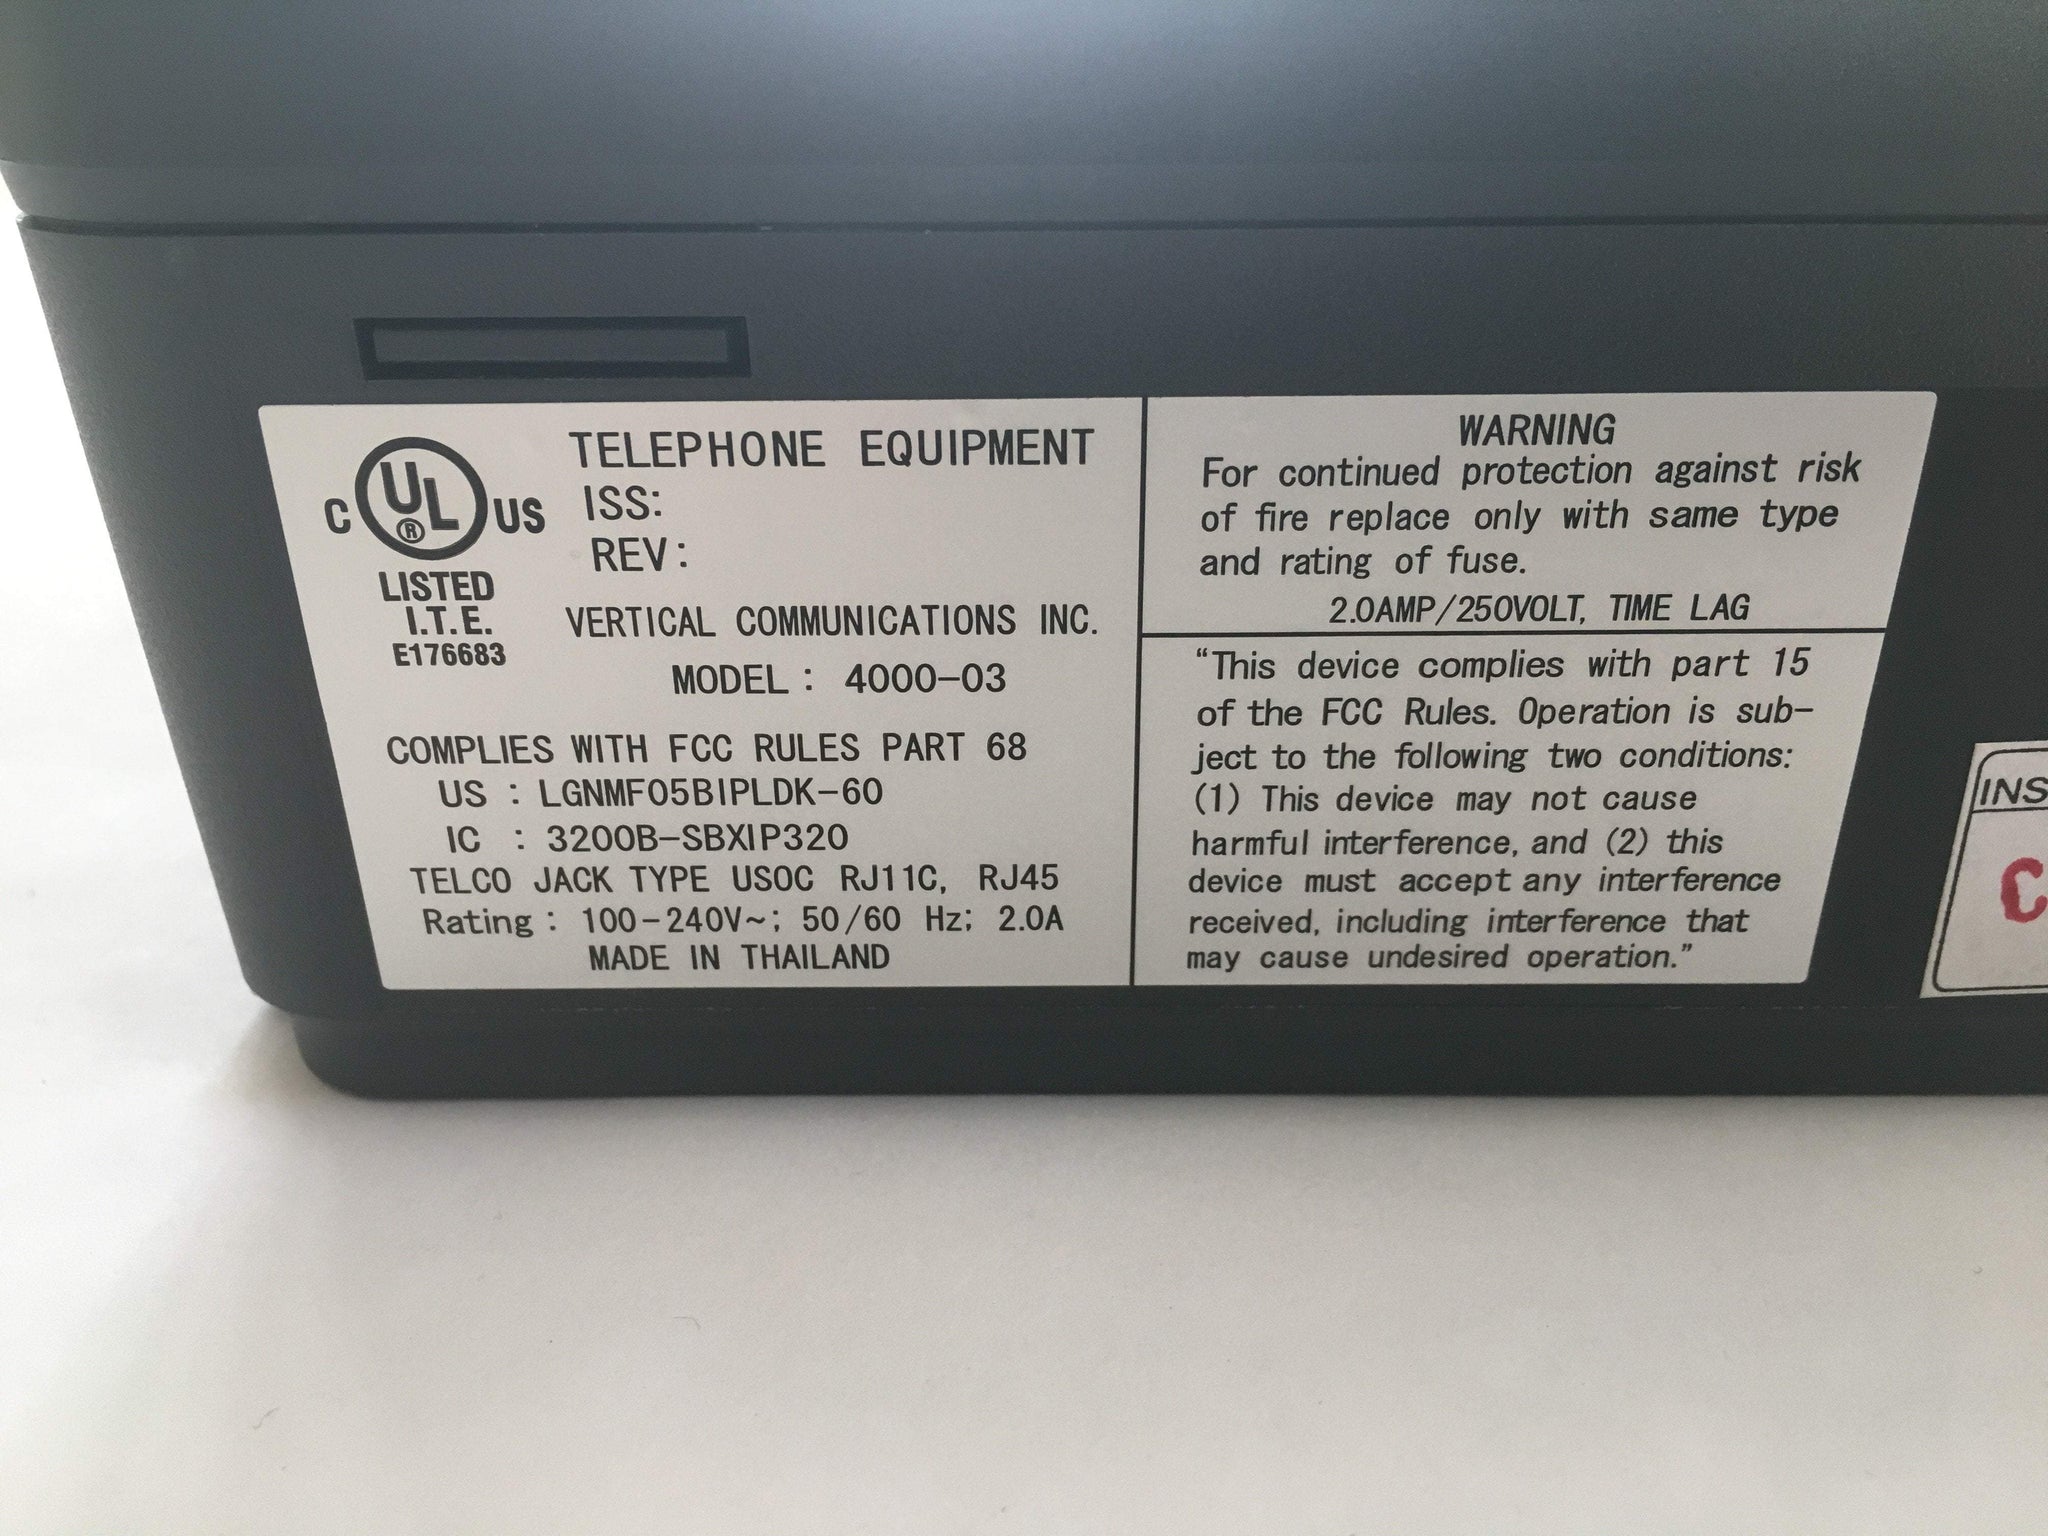 C UL ® US
LISTED
I.T.E.
E176683
TELEPHONE EQUIPMENT
ISS:
REV:
VERTICAL COMMUNICATIONS INC.
MODEL: 4000-03
COMPLIES WITH FCC RULES PART 68
US : LGNMF05BIPLDK-60
IC : 3200B-SBXIP320
TELCO JACK TYPE USOC RJ11C, RJ45
Rating: 100-240V~; 50/60 Hz; 2.0A
MADE IN THAILAND
WARNING
For continued protection against risk
of fire replace only with same type
and rating of fuse.
2.0AMP/250VOLT, TIME LAG
“This device complies with part 15
of the FCC Rules. Operation is sub-
ject to the following two conditions:
(1) This device may not cause
harmful interference, and (2) this
device must accept any interference
received, including interference that
may cause undesired operation.”
INS
C